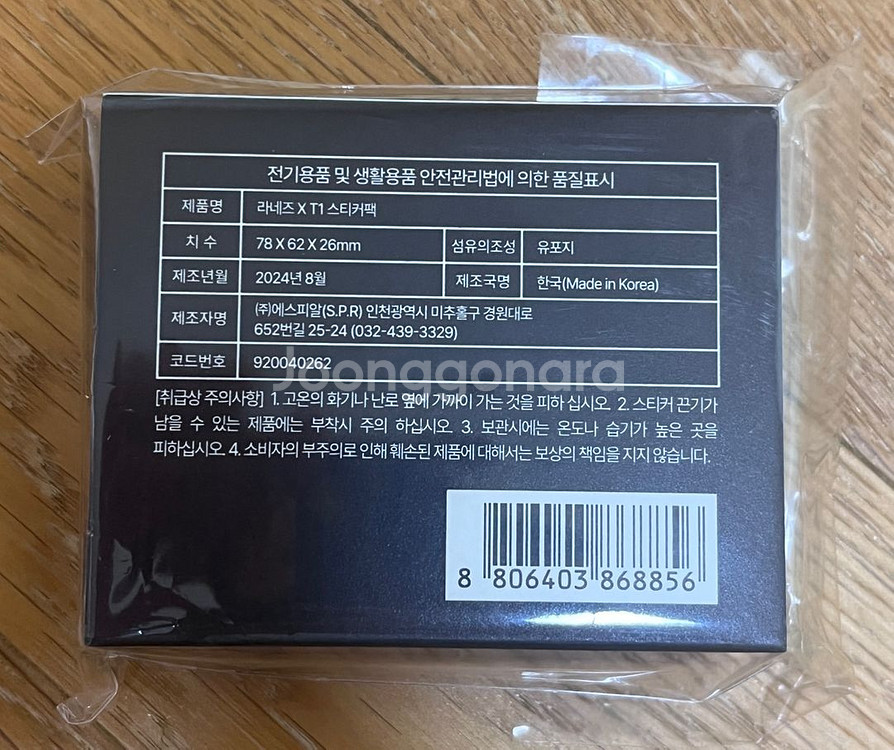 전기용품 및 생활용품 안전관리법에 의한 품질표시
제품명 라네즈 X T1 스티커팩
치 수 78 X 62 X 26mm 섬유의조성 유포지
제조년월 2024년 8월 제조국명 한국(Made in Korea)
제조자명 (주)에스피알(S.P.R) 인천광역시 미추홀구 경원대로
652번길 25-24 (032-439-3329)
코드번호 920040262
Joonggonara
[취급상 주의사항] 1. 고온의 화기나 난로 옆에 가까이 가는 것을 피하 십시오. 2. 스티커 끈기가
남을 수 있는 제품에는 부착시 주의 하십시오. 3. 보관시에는 온도나 습기가 높은 곳을
피하십시오. 4. 소비자의 부주의로 인해 훼손된 제품에 대해서는 보상의 책임을 지지 않습니다.
8 806403 868856